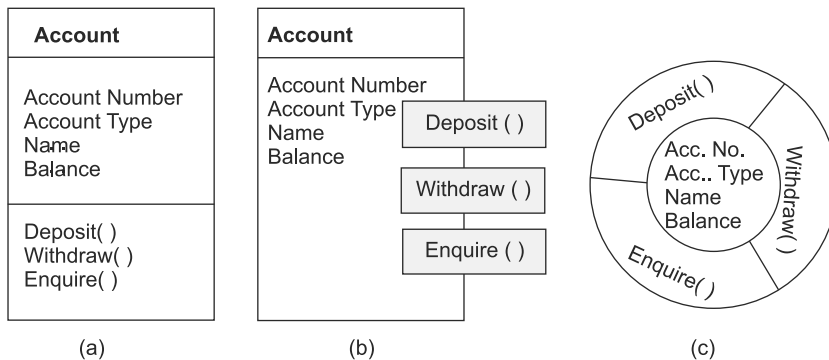 Account
Account Number
Account Type
Name
Balance
Deposit( )
Withdraw( )
Enquire( )
(a)
Account
Account Number
Account Type
Name
Balance
Deposit ( )
Withdraw ( )
Enquire ( )
(b)
Deposit( )
Withdraw( )
Enquire( )
Acc. No.
Acc.. Type
Name
Balance
(c)